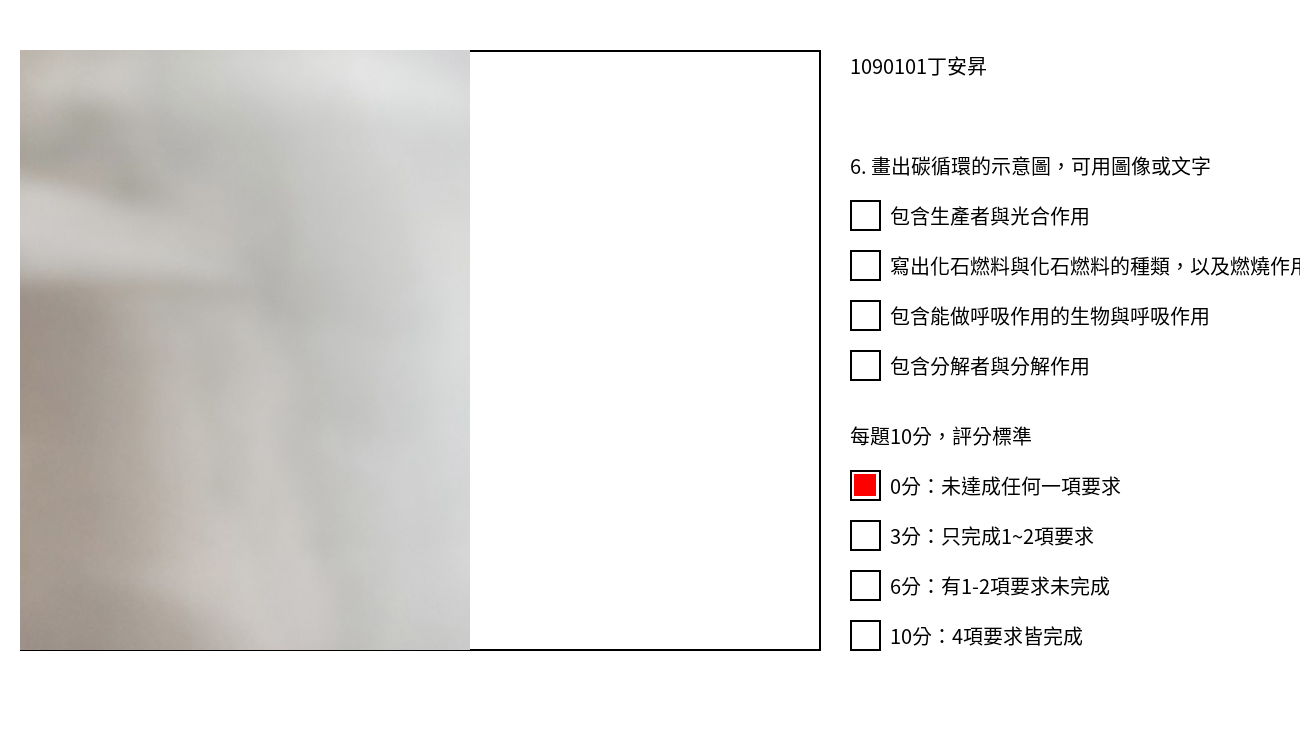 1090101丁安昇
6. 畫出碳循環的示意圖，可用圖像或文字
包含生產者與光合作用
寫出化石燃料與化石燃料的種類，以及燃燒作用
包含能做呼吸作用的生物與呼吸作用
包含分解者與分解作用
每題10分，評分標準
0分：未達成任何一項要求
3分：只完成1~2項要求
6分：有1-2項要求未完成
10分：4項要求皆完成